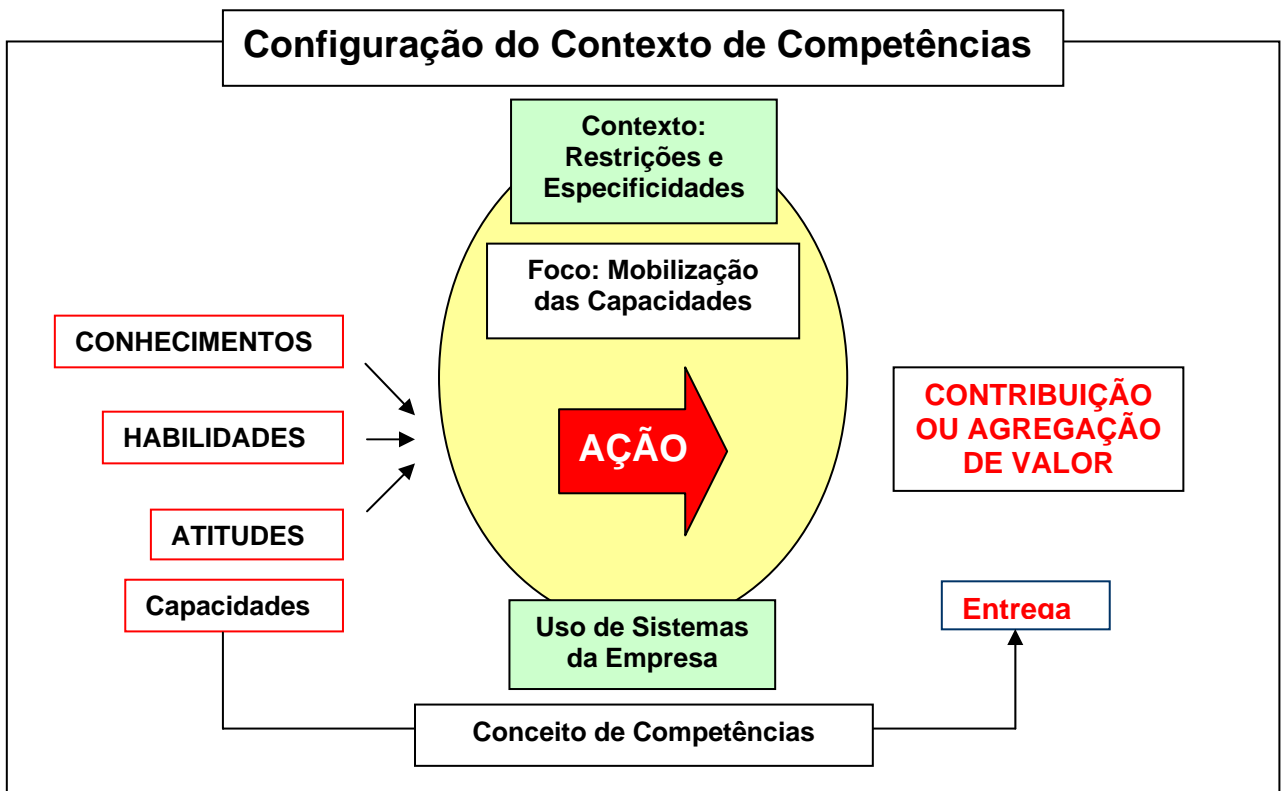 Configuração do Contexto de Competências
Contexto:
Restrições e
Especificidades
Foco: Mobilização
das Capacidades
CONHECIMENTOS
HABILIDADES
ATITUDES
Capacidades
AÇÃO
CONTRIBUIÇÃO
OU AGREGAÇÃO
DE VALOR
Entrega
Uso de Sistemas
da Empresa
Conceito de Competências